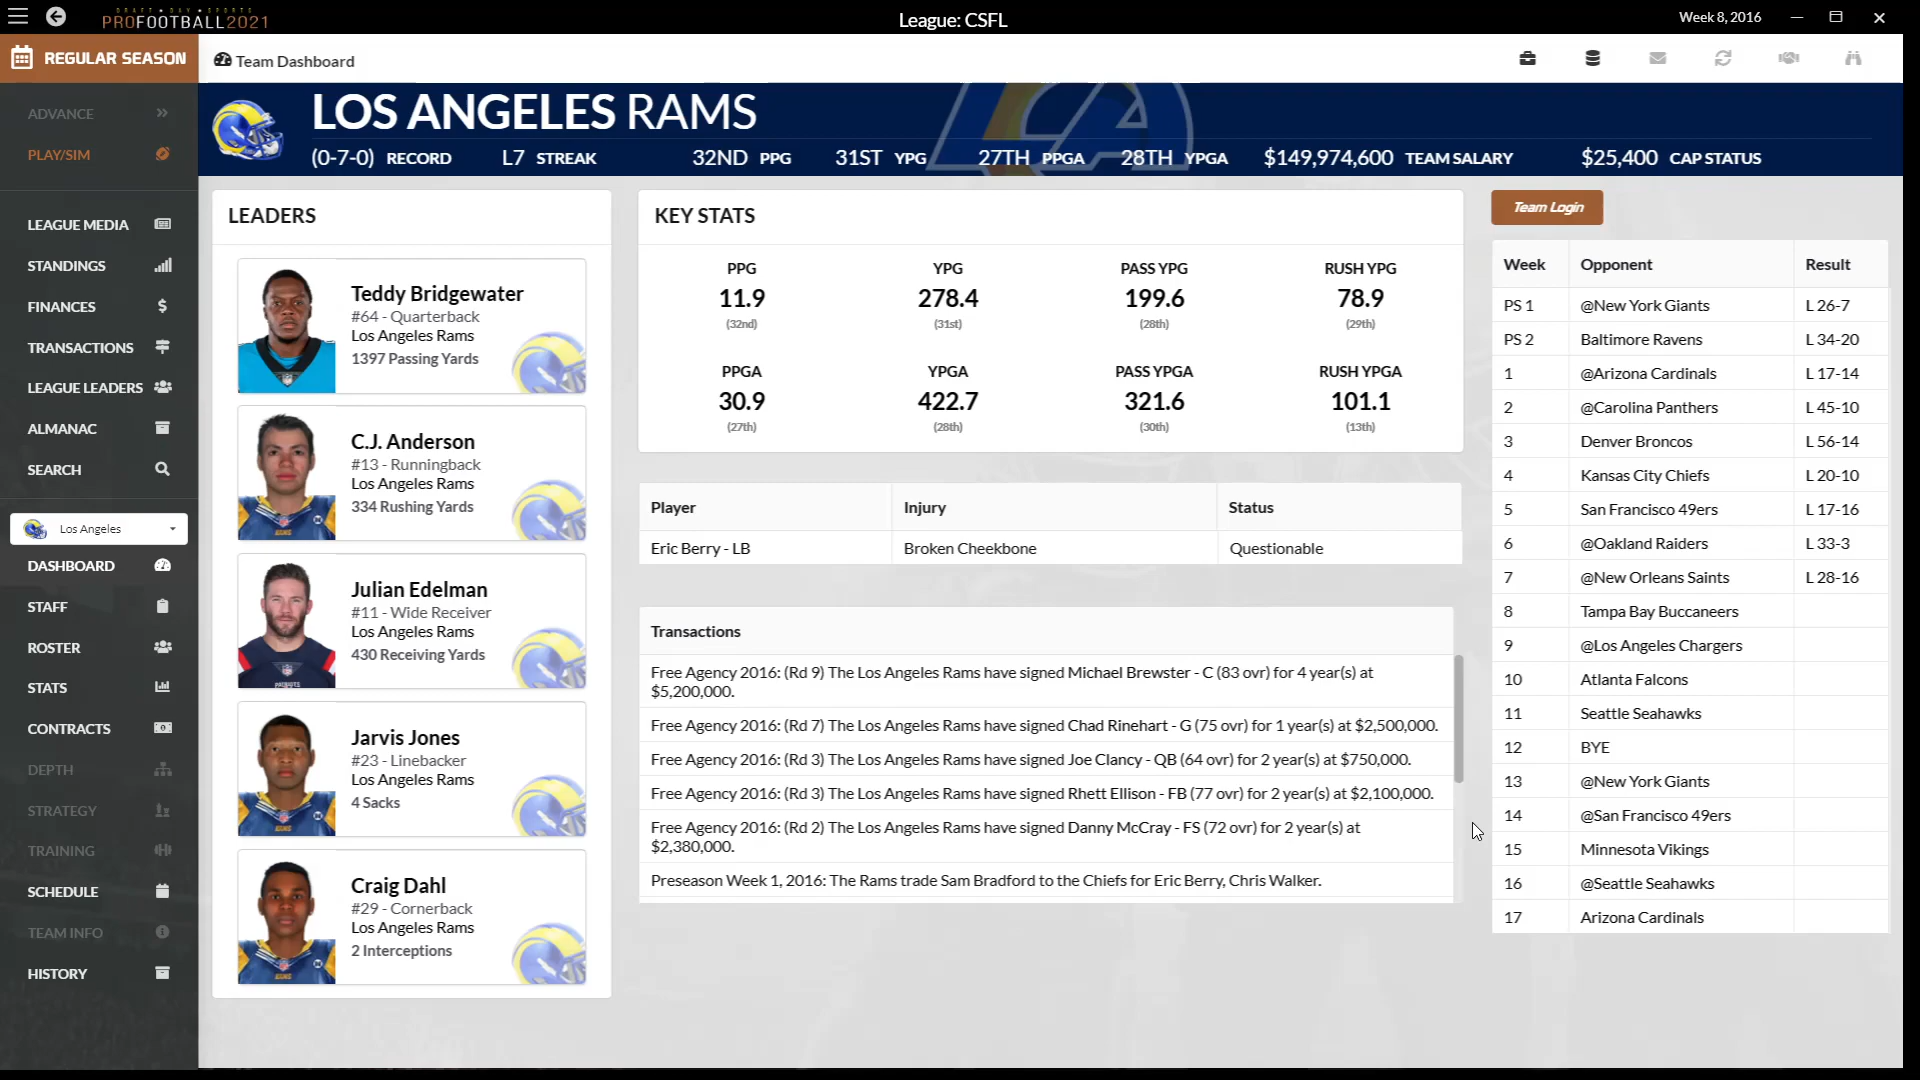 DRAFT DAY SPORTS
PROFOOTBALL2021
League: CSFL
Week 8, 2016
REGULAR SEASON
Team Dashboard
ADVANCE
PLAY/SIM
LEAGUE MEDIA
STANDINGS
FINANCES
TRANSACTIONS
LEAGUE LEADERS
ALMANAC
SEARCH
Los Angeles
DASHBOARD
STAFF
ROSTER
STATS
CONTRACTS
DEPTH
STRATEGY
TRAINING
SCHEDULE
TEAM INFO
HISTORY
LOS ANGELES RAMS
(0-7-0) RECORD L7 STREAK 32ND PPG 31ST YPG 27TH PPGA 28TH YPGA $149,974,600 TEAM SALARY $25,400 CAP STATUS
LEADERS
Teddy Bridgewater
#64 - Quarterback
Los Angeles Rams
1397 Passing Yards
C.J. Anderson
#13 - Runningback
Los Angeles Rams
334 Rushing Yards
Julian Edelman
#11 - Wide Receiver
Los Angeles Rams
430 Receiving Yards
PATRIOTS
Jarvis Jones
#23 - Linebacker
Los Angeles Rams
4 Sacks
Craig Dahl
#29 - Cornerback
Los Angeles Rams
2 Interceptions
KEY STATS
PPG YPG PASS YPG RUSH YPG
11.9 278.4 199.6 78.9
(32nd) (31st) (28th) (29th)
PPGA YPGA PASS YPGA RUSH YPGA
30.9 422.7 321.6 101.1
(27th) (28th) (30th) (13th)
Player Injury Status
Eric Berry - LB Broken Cheekbone Questionable
Transactions
Free Agency 2016: (Rd 9) The Los Angeles Rams have signed Michael Brewster - C (83 ovr) for 4 year(s) at
$5,200,000.
Free Agency 2016: (Rd 7) The Los Angeles Rams have signed Chad Rinehart - G (75 ovr) for 1 year(s) at $2,500,000.
Free Agency 2016: (Rd 3) The Los Angeles Rams have signed Joe Clancy - QB (64 ovr) for 2 year(s) at $750,000.
Free Agency 2016: (Rd 3) The Los Angeles Rams have signed Rhett Ellison - FB (77 ovr) for 2 year(s) at $2,100,000.
Free Agency 2016: (Rd 2) The Los Angeles Rams have signed Danny McCray - FS (72 ovr) for 2 year(s) at
$2,380,000.
Preseason Week 1, 2016: The Rams trade Sam Bradford to the Chiefs for Eric Berry, Chris Walker.
Team Login
Week Opponent Result
PS 1 @New York Giants L 26-7
PS 2 Baltimore Ravens L 34-20
1 @Arizona Cardinals L 17-14
2 @Carolina Panthers L 45-10
3 Denver Broncos L 56-14
4 Kansas City Chiefs L 20-10
5 San Francisco 49ers L 17-16
6 @Oakland Raiders L 33-3
7 @New Orleans Saints L 28-16
8 Tampa Bay Buccaneers
9 @Los Angeles Chargers
10 Atlanta Falcons
11 Seattle Seahawks
12 BYE
13 @New York Giants
14 @San Francisco 49ers
15 Minnesota Vikings
16 @Seattle Seahawks
17 Arizona Cardinals